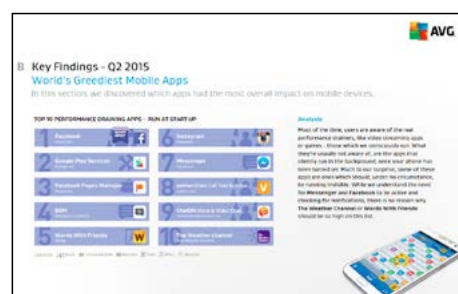 AVG
B Key Findings - Q2 2015
World's Greediest Mobile Apps
In this section, we discovered which apps had the most overall impact on mobile devices.
TOP 10 PERFORMANCE DRAINING APPS - RUN AT START UP
Analysis
1 Facebook
6 Instagram
2 Google Play Services
7 Messenger
3 Facebook Pages Manager
8
4 BBM
9 ChatON Voice & Video Chat
5 Words With Friends
10 The Weather Channel
Most of the time, users are aware of the real
performance drainers, like video streaming apps
or games - those which we consciously run. What
they're usually not aware of, are the apps that
silently run in the background, once your phone has
been turned on. Much to our surprise, some of these
apps are ones which should, under no circumstance,
be running invisibly. While we understand the need
for Messenger and Facebook to be active and
checking for notifications, there is no reason why
The Weather Channel or Words With Friends
should be so high on this list.